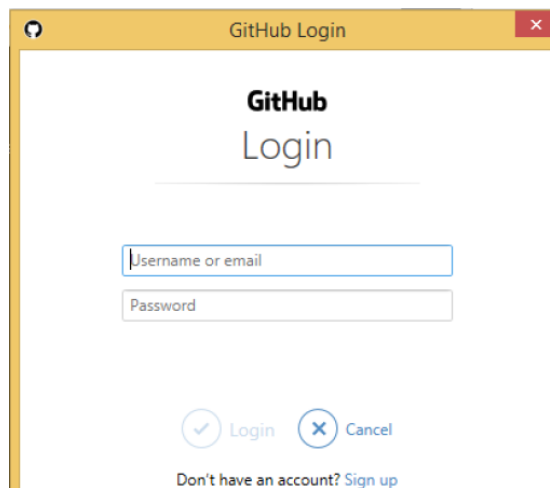 GitHub Login
GitHub
Login
Username or email
Password
Login Cancel
Don't have an account? Sign up